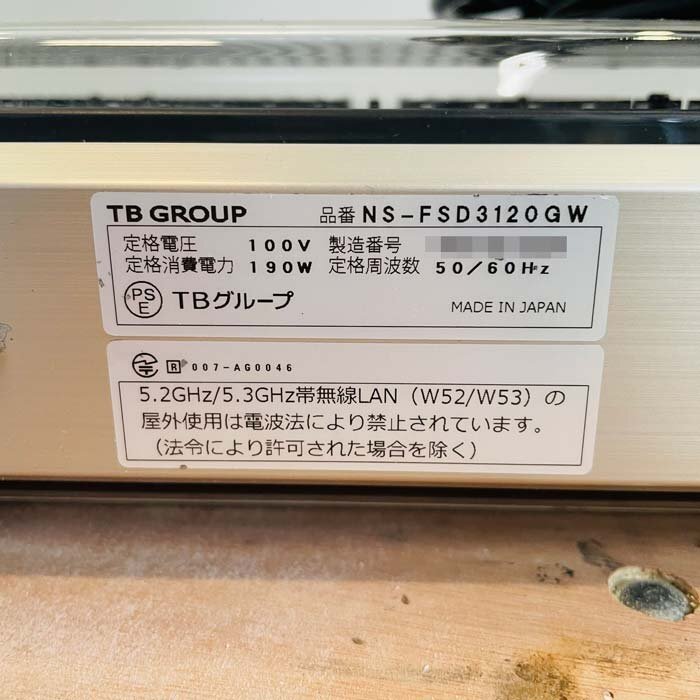 TB GROUP 品番 NS-FSD3120GW
定格電圧 100V 製造番号
定格消費電力 190W 定格周波数 50/60Hz
PSE TBグループ MADE IN JAPAN
R 007-AG0046
5.2GHz/5.3GHz帯無線LAN（W52/W53）の
屋外使用は電波法により禁止されています。
（法令により許可された場合を除く）